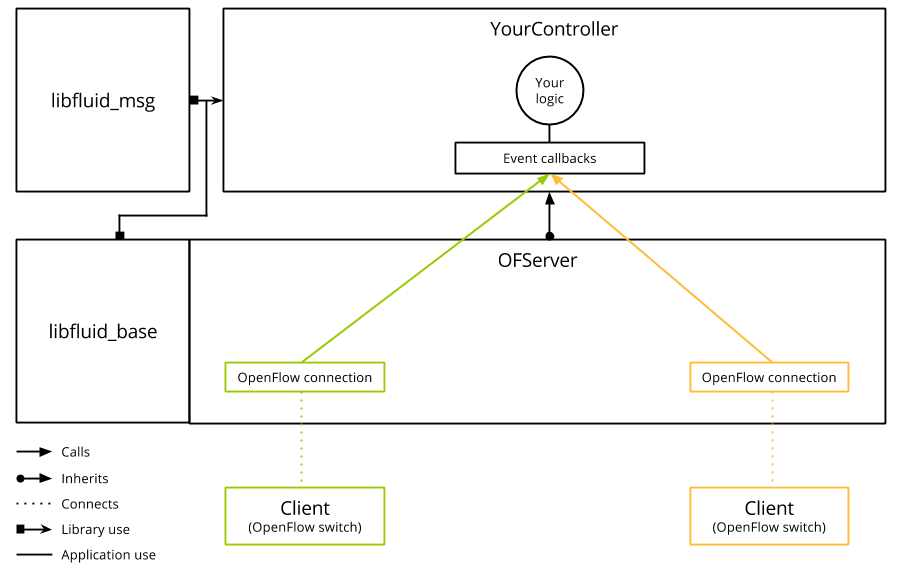 YourController
Your
logic
libfluid_msg
Event callbacks
OFServer
libfluid_base
OpenFlow connection
OpenFlow connection
Calls
Inherits
Connects
Library use
Application use
Client
(OpenFlow switch)
Client
(OpenFlow switch)